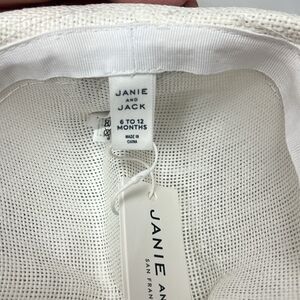 JANIE
AND
JACK
6 TO 12
MONTHS
MADE IN
CHINA
JANIE AN
SAN FRAN